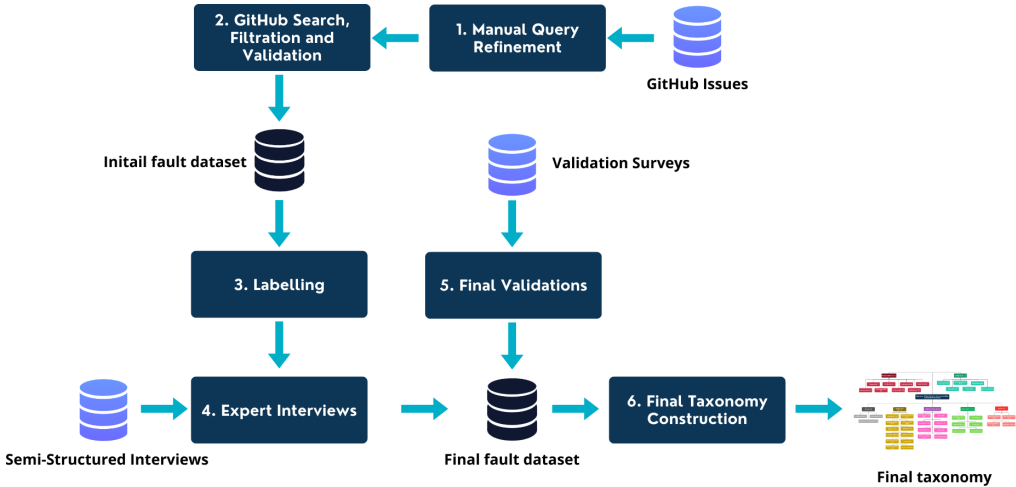 2. GitHub Search,
Filtration and
Validation
1. Manual Query
Refinement
GitHub Issues
Initail fault dataset
Validation Surveys
3. Labelling
5. Final Validations
4. Expert Interviews
6. Final Taxonomy
Construction
Semi-Structured Interviews
Final fault dataset
Final taxonomy